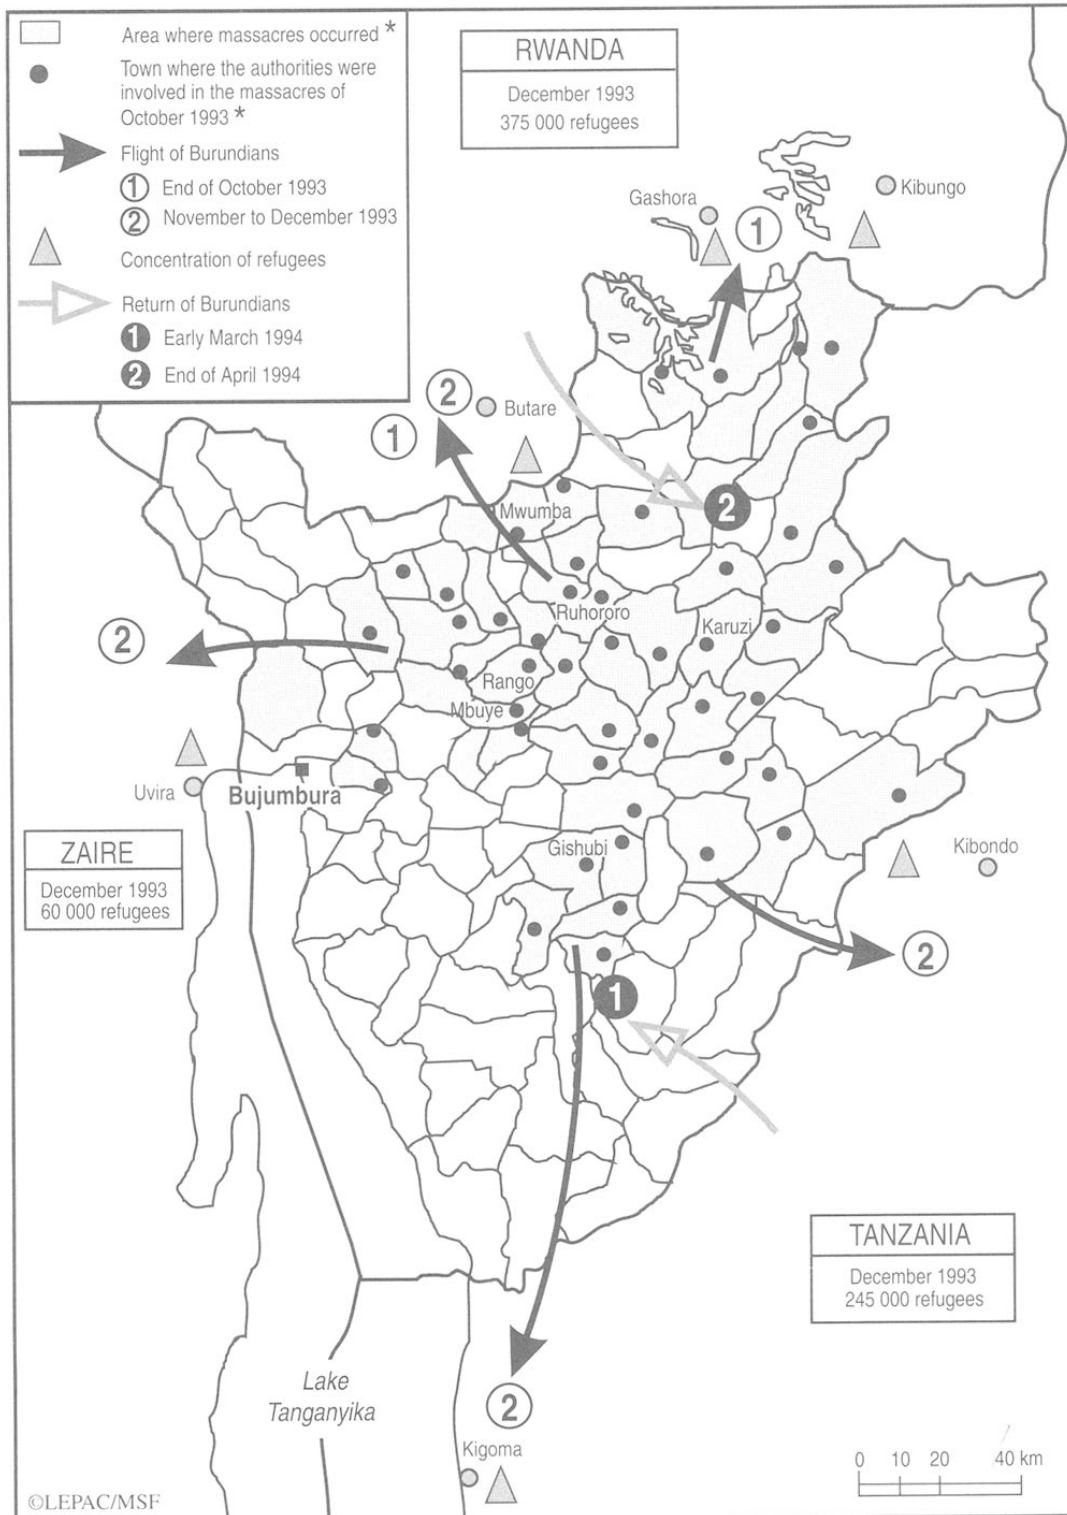 Area where massacres occurred *
Town where the authorities were
involved in the massacres of
October 1993 *
Flight of Burundians
1 End of October 1993
2 November to December 1993
Concentration of refugees
Return of Burundians
1 Early March 1994
2 End of April 1994
RWANDA
December 1993
375 000 refugees
Gashora
Kibungo
1
2
Butare
1
2
Mwumba
Ruhororo
Karuzi
2
Rango
Mbuye
Uvira
Bujumbura
ZAIRE
December 1993
60 000 refugees
Gishubi
Kibondo
2
1
TANZANIA
December 1993
245 000 refugees
Lake
Tanganyika
2
Kigoma
0 10 20 40 km
©LEPAC/MSF